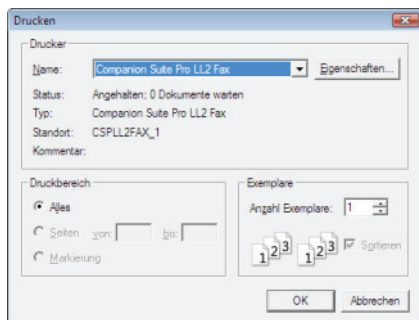 Drucken
Drucker
Name: Companion Suite Pro LL2 Fax Eigenschaften...
Status: Angehalten; 0 Dokumente warten
Typ: Companion Suite Pro LL2 Fax
Standort: CSPLL2FAX_1
Kommentar:
Druckbereich
Alles
Seiten von: bis:
Markierung
Exemplare
Anzahl Exemplare: 1
1 2 3 1 2 3 Sortieren
OK Abbrechen